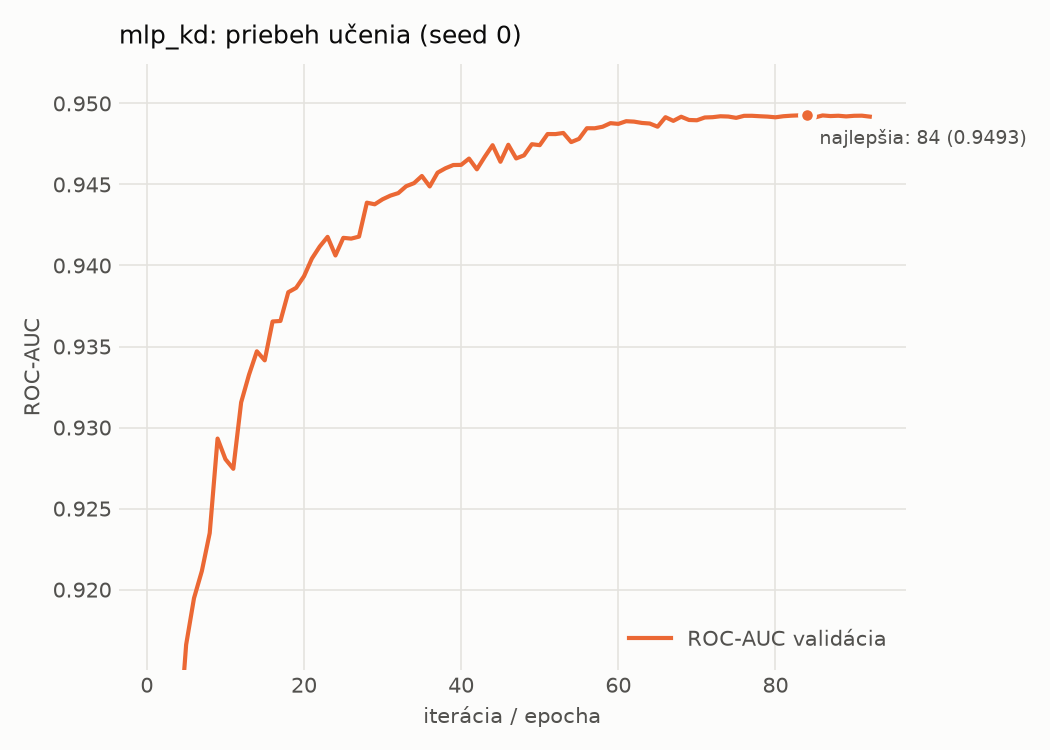 mlp_kd: priebeh učenia (seed 0)
0.950
najlepšia: 84 (0.9493)
0.945
0.940
0.935
ROC-AUC
0.930
0.925
0.920
ROC-AUC validácia
0 20 40 60 80
iterácia / epocha